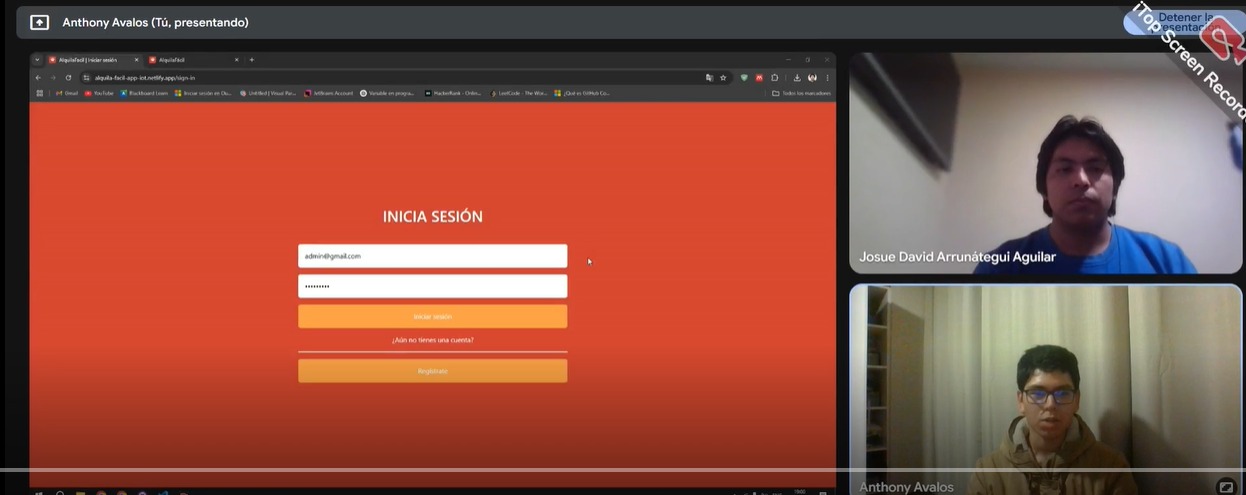 Anthony Avalos (Tú, presentando)
Detener la
presentación
iTop Screen Record
AlquilaFacil | Iniciar sesión
AlquilaFacil
alquila-facil-app-int.netlify.app/sign-in
Gmail
YouTube
Blackboard Learn
Iniciar sesión en Du...
Untitled | Visual Par...
JetBrains Account
Variable en progra...
HackerRank - Onlin...
LeetCode - The Wor...
¿Qué es GitHub Co...
Todos los marcadores
INICIA SESIÓN
admin@gmail.com
Iniciar sesión
¿Aún no tienes una cuenta?
Regístrate
Josue David Arrunátegui Aguilar
Anthony Avalos